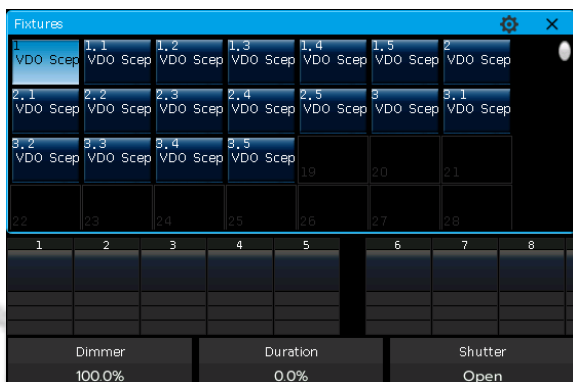 Fixtures
1 1.1 1.2 1.3 1.4 1.5 2
VDO Scep VDO Scep VDO Scep VDO Scep VDO Scep VDO Scep VDO Scep
2.1 2.2 2.3 2.4 2.5 3 3.1
VDO Scep VDO Scep VDO Scep VDO Scep VDO Scep VDO Scep VDO Scep
3.2 3.3 3.4 3.5
VDO Scep VDO Scep VDO Scep VDO Scep
19 20 21
22 23 24 25 26 27 28
1 2 3 4 5 6 7 8
Dimmer Duration Shutter
100.0% 0.0% Open